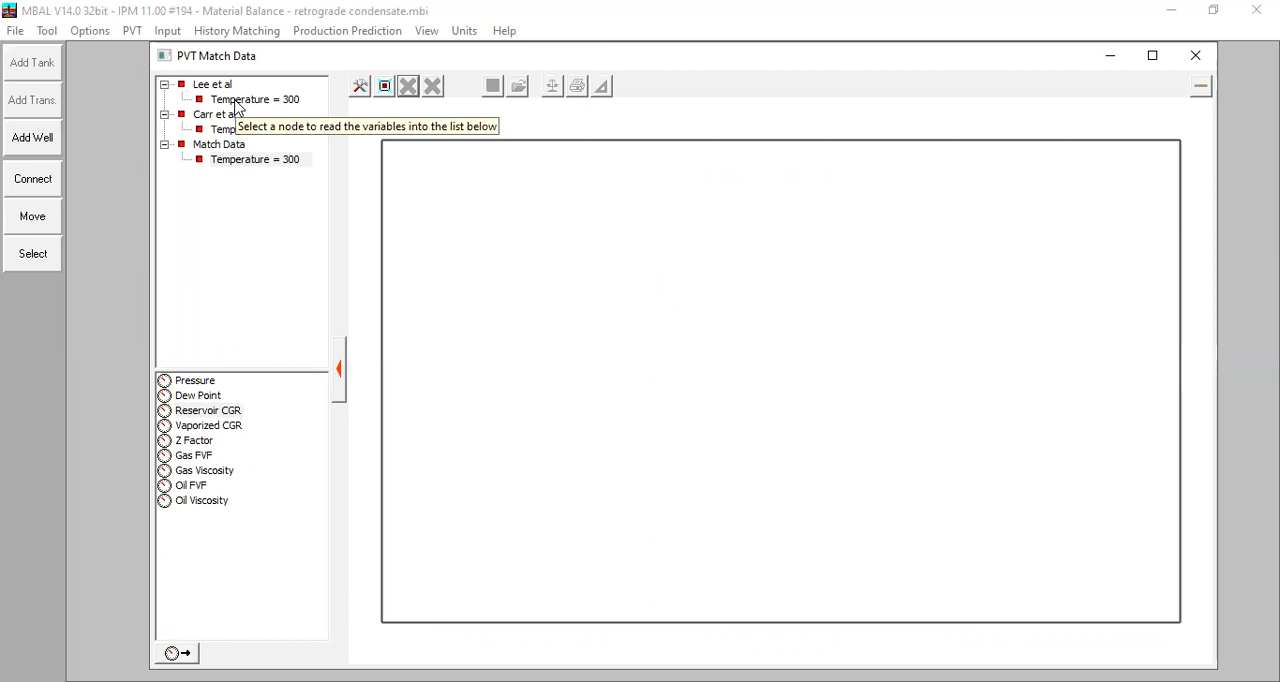 MBAL V14.0 32bit - IPM 11.00 #194 - Material Balance - retrograde condensate.mbi
File Tool Options PVT Input History Matching Production Prediction View Units Help
Add Tank
Add Trans.
Add Well
Connect
Move
Select
PVT Match Data
Lee et al
Temperature = 300
Carr et al
Temp
Select a node to read the variables into the list below
Match Data
Temperature = 300
Pressure
Dew Point
Reservoir CGR
Vaporized CGR
Z Factor
Gas FVF
Gas Viscosity
Oil FVF
Oil Viscosity